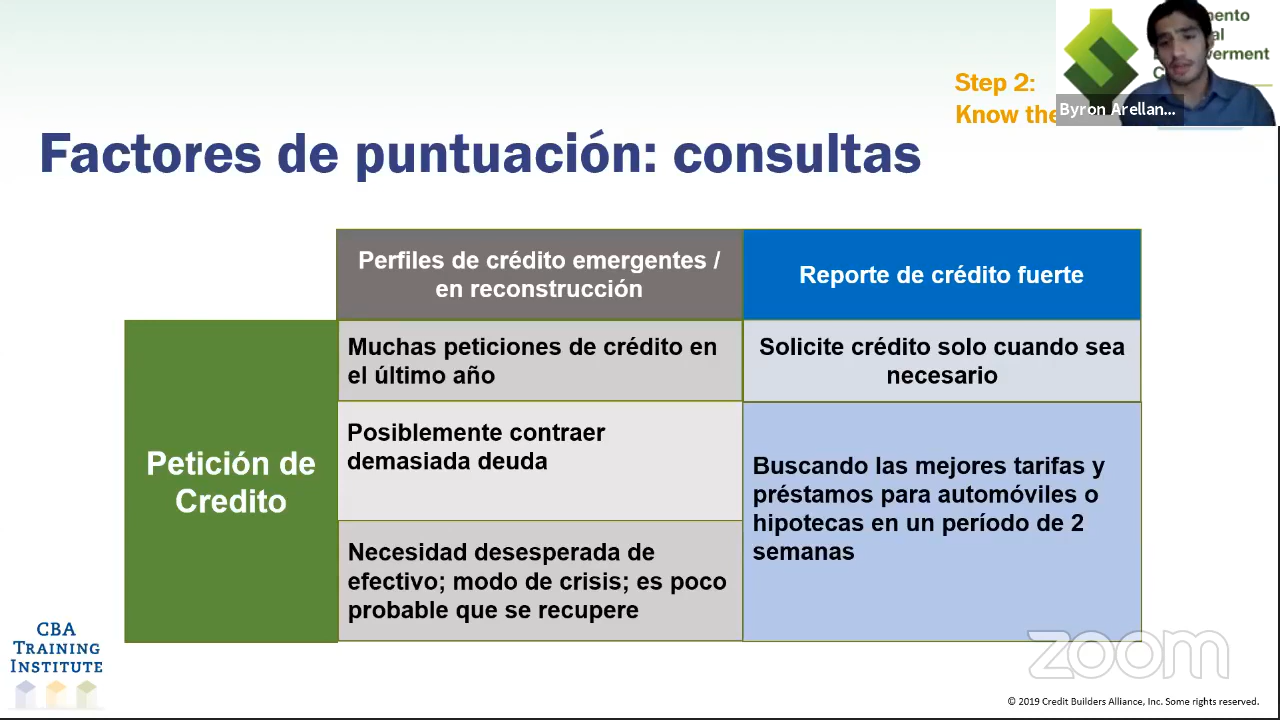 Step 2:
Know the
Byron Arellan...
Factores de puntuación: consultas
Perfiles de crédito emergentes /
en reconstrucción
Reporte de crédito fuerte
Petición de
Credito
Muchas peticiones de crédito en
el último año
Solicite crédito solo cuando sea
necesario
Posiblemente contraer
demasiada deuda
Buscando las mejores tarifas y
préstamos para automóviles o
hipotecas en un período de 2
semanas
Necesidad desesperada de
efectivo; modo de crisis; es poco
probable que se recupere
CBA
TRAINING
INSTITUTE
zoom
© 2019 Credit Builders Alliance, Inc. Some rights reserved.